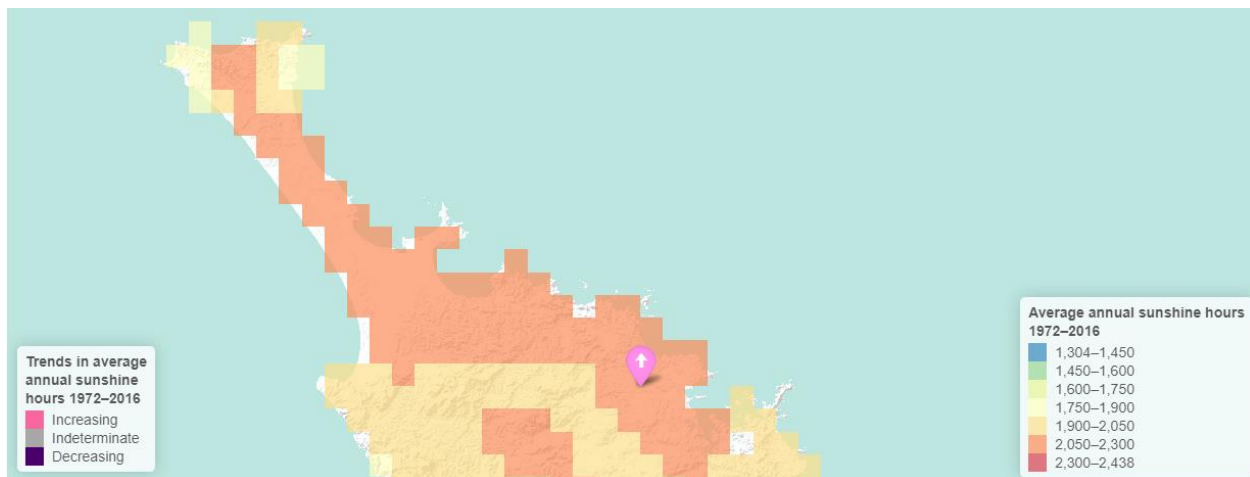 Trends in average
annual sunshine
hours 1972–2016
Increasing
Indeterminate
Decreasing
Average annual sunshine hours
1972–2016
1,304–1,450
1,450–1,600
1,600–1,750
1,750–1,900
1,900–2,050
2,050–2,300
2,300–2,438